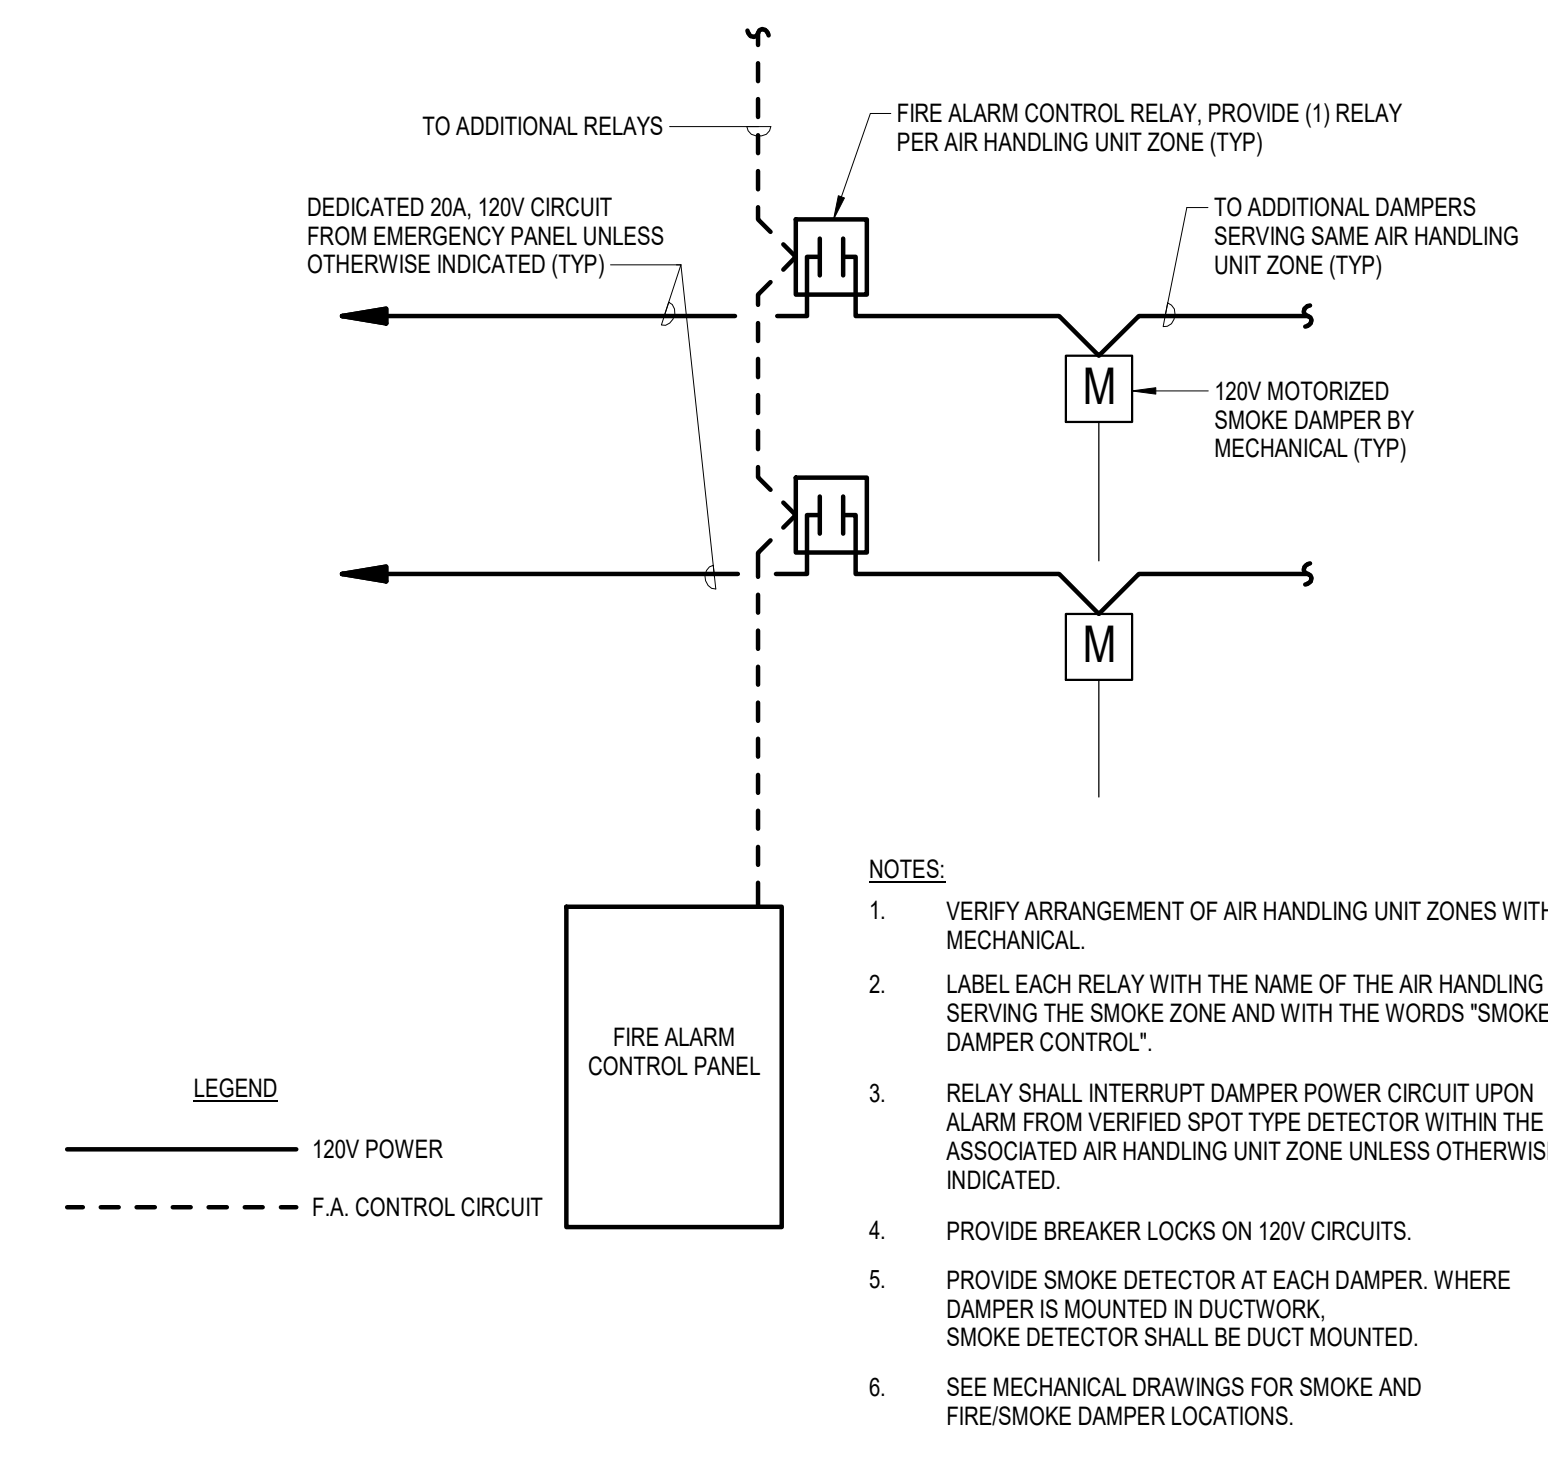 TO ADDITIONAL RELAYS
FIRE ALARM CONTROL RELAY, PROVIDE (1) RELAY
PER AIR HANDLING UNIT ZONE (TYP)
DEDICATED 20A, 120V CIRCUIT
FROM EMERGENCY PANEL UNLESS
OTHERWISE INDICATED (TYP)
TO ADDITIONAL DAMPERS
SERVING SAME AIR HANDLING
UNIT ZONE (TYP)
M
120V MOTORIZED
SMOKE DAMPER BY
MECHANICAL (TYP)
M
FIRE ALARM
CONTROL PANEL
LEGEND
120V POWER
F.A. CONTROL CIRCUIT
NOTES:
1. VERIFY ARRANGEMENT OF AIR HANDLING UNIT ZONES WITH
MECHANICAL.
2. LABEL EACH RELAY WITH THE NAME OF THE AIR HANDLING
SERVING THE SMOKE ZONE AND WITH THE WORDS "SMOKE
DAMPER CONTROL".
3. RELAY SHALL INTERRUPT DAMPER POWER CIRCUIT UPON
ALARM FROM VERIFIED SPOT TYPE DETECTOR WITHIN THE
ASSOCIATED AIR HANDLING UNIT ZONE UNLESS OTHERWISE
INDICATED.
4. PROVIDE BREAKER LOCKS ON 120V CIRCUITS.
5. PROVIDE SMOKE DETECTOR AT EACH DAMPER. WHERE
DAMPER IS MOUNTED IN DUCTWORK,
SMOKE DETECTOR SHALL BE DUCT MOUNTED.
6. SEE MECHANICAL DRAWINGS FOR SMOKE AND
FIRE/SMOKE DAMPER LOCATIONS.